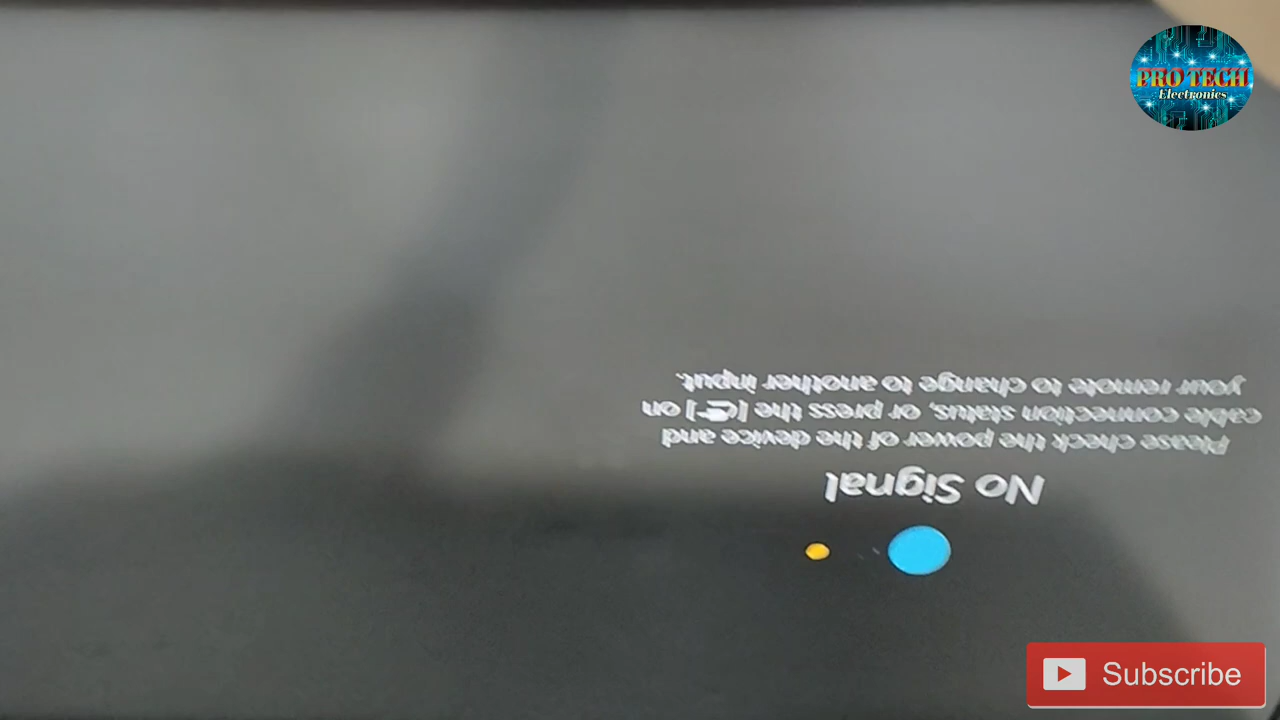 PRO TECH
Electronics
No Signal
Please check the power of the device and
cable connection status, or press the [ ] on
your remote to change to another input.
Subscribe